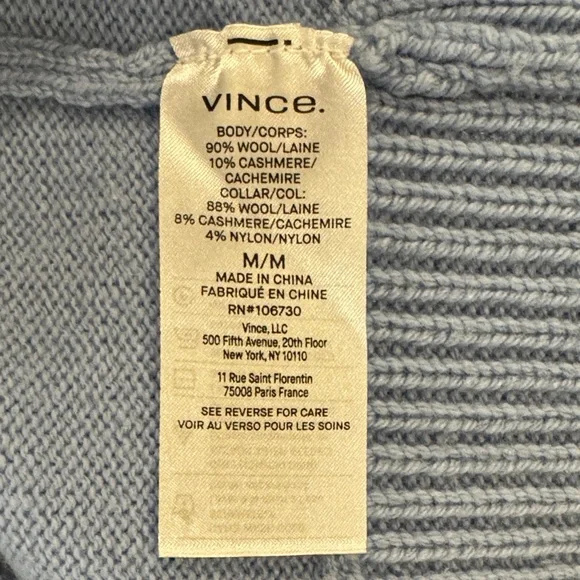 VINCE.
BODY/CORPS:
90% WOOL/LAINE
10% CASHMERE/
CACHEMIRE
COLLAR/COL:
88% WOOL/LAINE
8% CASHMERE/CACHEMIRE
4% NYLON/NYLON
M/M
MADE IN CHINA
FABRIQUÉ EN CHINE
RN#106730
Vince, LLC
500 Fifth Avenue, 20th Floor
New York, NY 10110
11 Rue Saint Florentin
75008 Paris France
SEE REVERSE FOR CARE
VOIR AU VERSO POUR LES SOINS